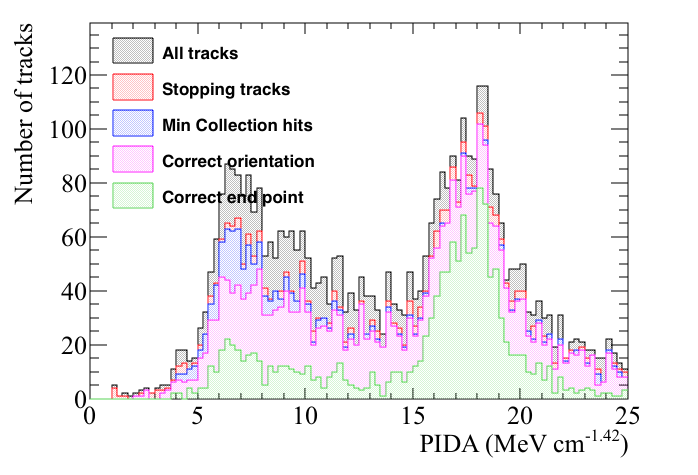 Number of tracks
All tracks
Stopping tracks
Min Collection hits
Correct orientation
Correct end point
120
100
80
60
40
20
0
0 5 10 15 20 25
PIDA (MeV cm-1.42)